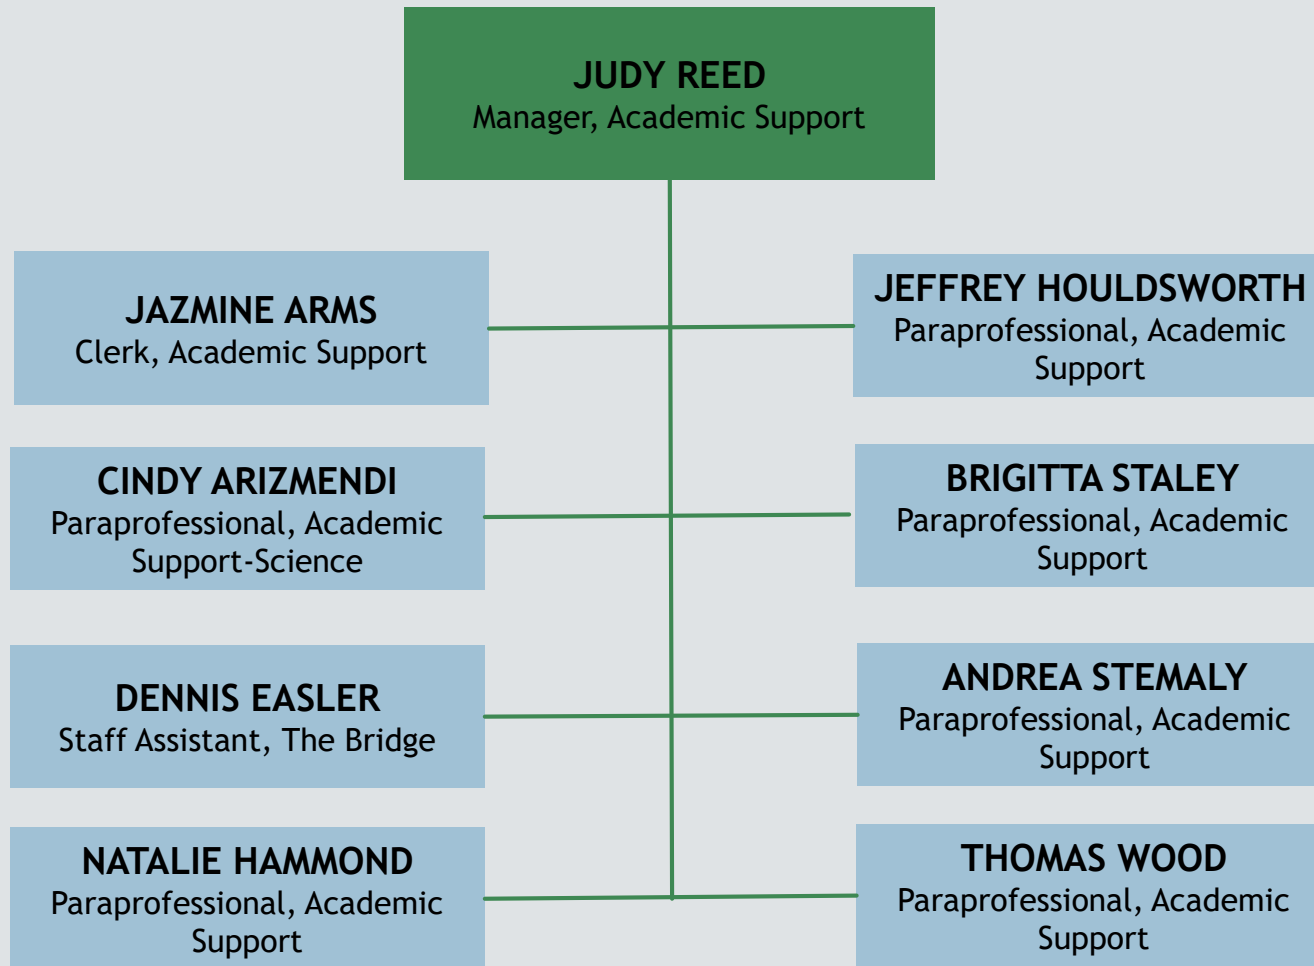 JUDY REED
Manager, Academic Support
JAZMINE ARMS
Clerk, Academic Support
JEFFREY HOULDSWORTH
Paraprofessional, Academic
Support
CINDY ARIZMENDI
Paraprofessional, Academic
Support-Science
BRIGITTA STALEY
Paraprofessional, Academic
Support
DENNIS EASLER
Staff Assistant, The Bridge
ANDREA STEMALY
Paraprofessional, Academic
Support
NATALIE HAMMOND
Paraprofessional, Academic
Support
THOMAS WOOD
Paraprofessional, Academic
Support